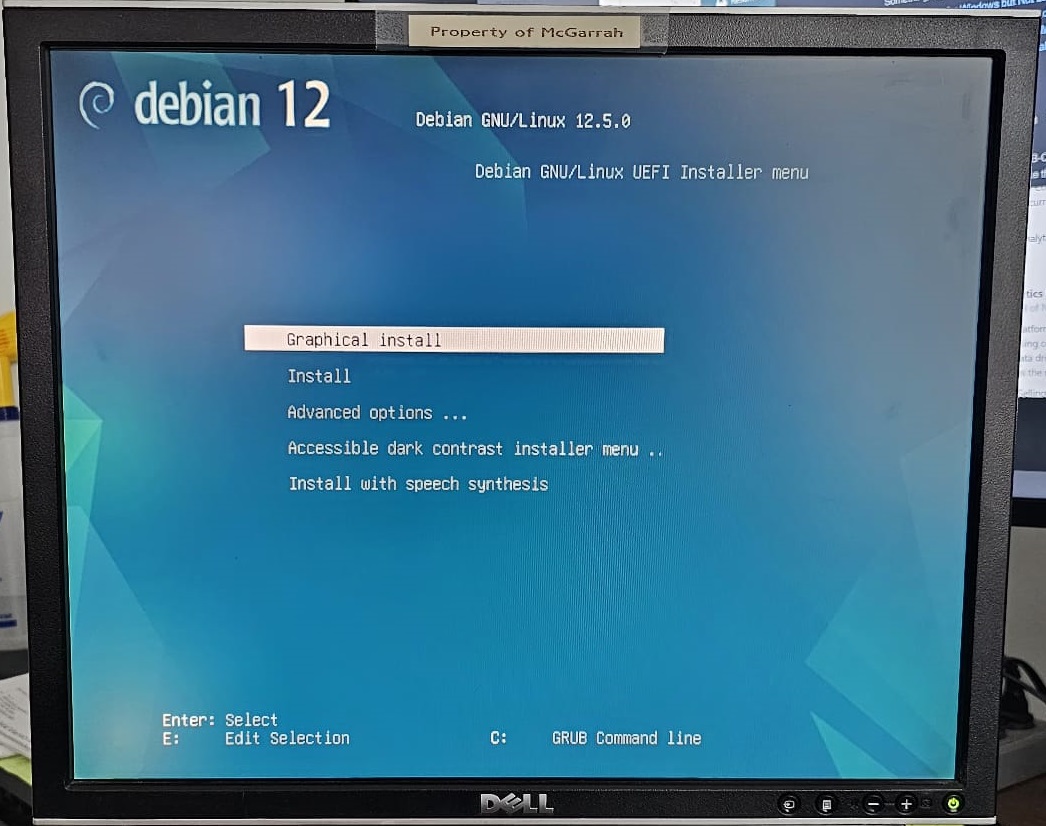 Property of McGarrah
debian 12
Debian GNU/Linux 12.5.0
Debian GNU/Linux UEFI Installer menu
Graphical install
Install
Advanced options ...
Accessible dark contrast installer menu ..
Install with speech synthesis
Enter: Select
E: Edit Selection
C: GRUB Command line
DELL